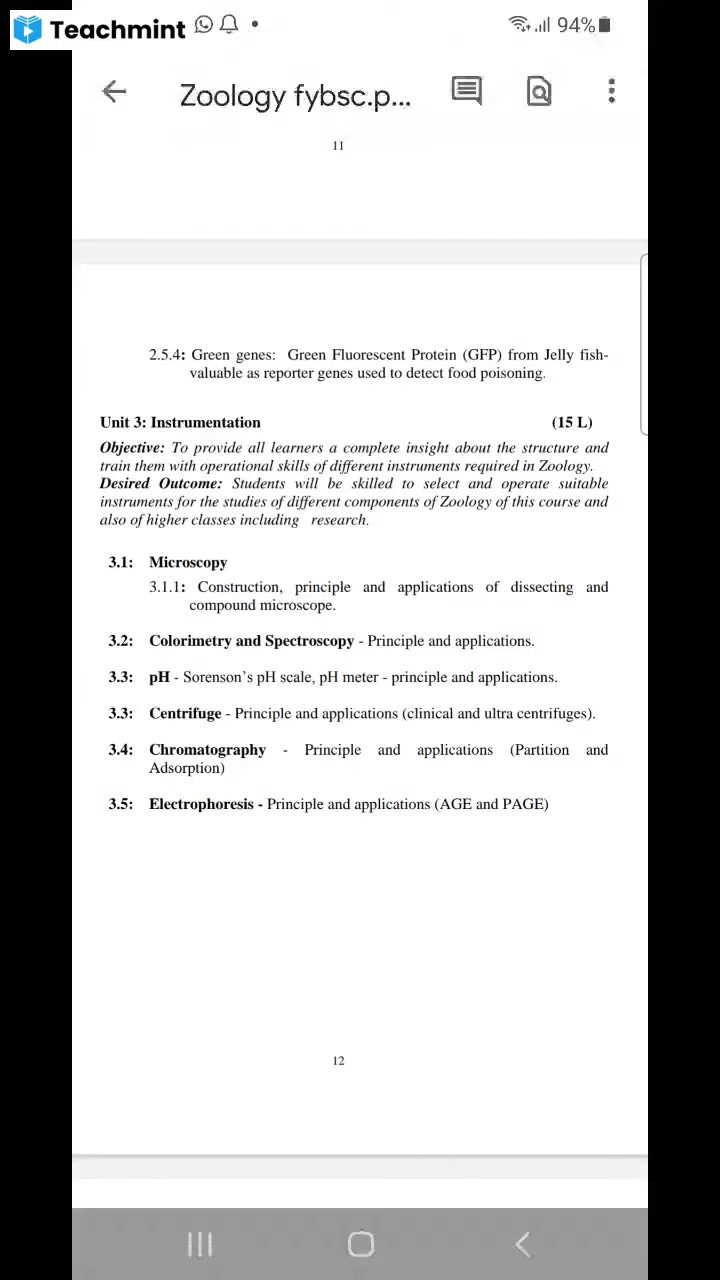 Teachmint
94%
Zoology fybsc.p...
11
2.5.4: Green genes: Green Fluorescent Protein (GFP) from Jelly fish-
valuable as reporter genes used to detect food poisoning.
Unit 3: Instrumentation (15 L)
Objective: To provide all learners a complete insight about the structure and
train them with operational skills of different instruments required in Zoology.
Desired Outcome: Students will be skilled to select and operate suitable
instruments for the studies of different components of Zoology of this course and
also of higher classes including research.
3.1: Microscopy
3.1.1: Construction, principle and applications of dissecting and
compound microscope.
3.2: Colorimetry and Spectroscopy - Principle and applications.
3.3: pH - Sorenson's pH scale, pH meter - principle and applications.
3.3: Centrifuge - Principle and applications (clinical and ultra centrifuges).
3.4: Chromatography - Principle and applications (Partition and
Adsorption)
3.5: Electrophoresis - Principle and applications (AGE and PAGE)
12